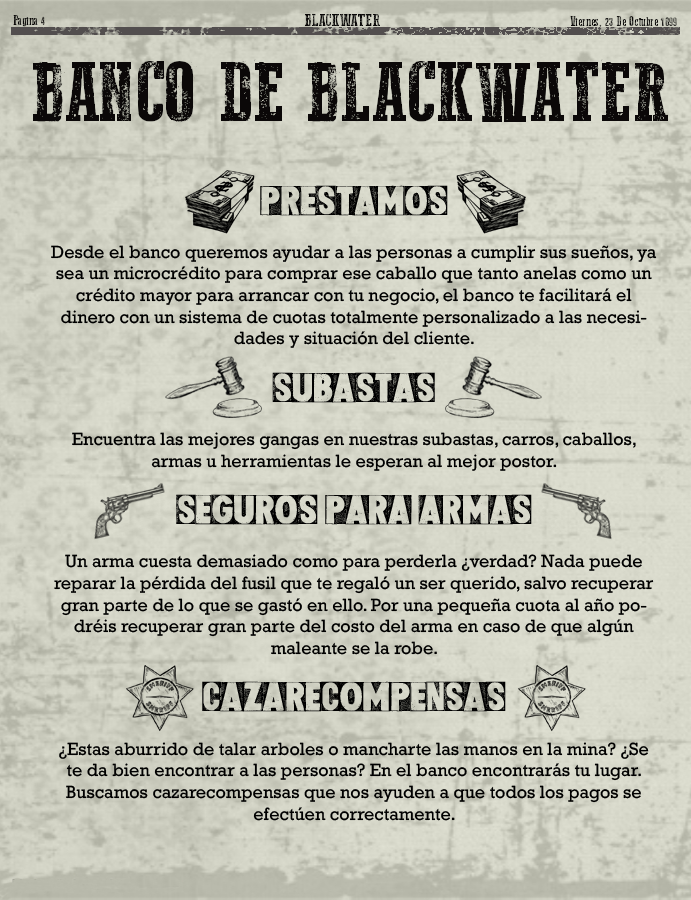 Pagina 4
BLACKWATER
Viernes, 23 De Octubre 1899
BANCO DE BLACKWATER
PRESTAMOS
Desde el banco queremos ayudar a las personas a cumplir sus sueños, ya
sea un microcrédito para comprar ese caballo que tanto anelas como un
crédito mayor para arrancar con tu negocio, el banco te facilitará el
dinero con un sistema de cuotas totalmente personalizado a las necesi-
dades y situación del cliente.
SUBASTAS
Encuentra las mejores gangas en nuestras subastas, carros, caballos,
armas u herramientas le esperan al mejor postor.
SEGUROS PARA ARMAS
Un arma cuesta demasiado como para perderla ¿verdad? Nada puede
reparar la pérdida del fusil que te regaló un ser querido, salvo recuperar
gran parte de lo que se gastó en ello. Por una pequeña cuota al año po-
dréis recuperar gran parte del costo del arma en caso de que algún
maleante se la robe.
CAZARECOMPENSAS
¿Estas aburrido de talar arboles o mancharte las manos en la mina? ¿Se
te da bien encontrar a las personas? En el banco encontrarás tu lugar.
Buscamos cazarecompensas que nos ayuden a que todos los pagos se
efectúen correctamente.